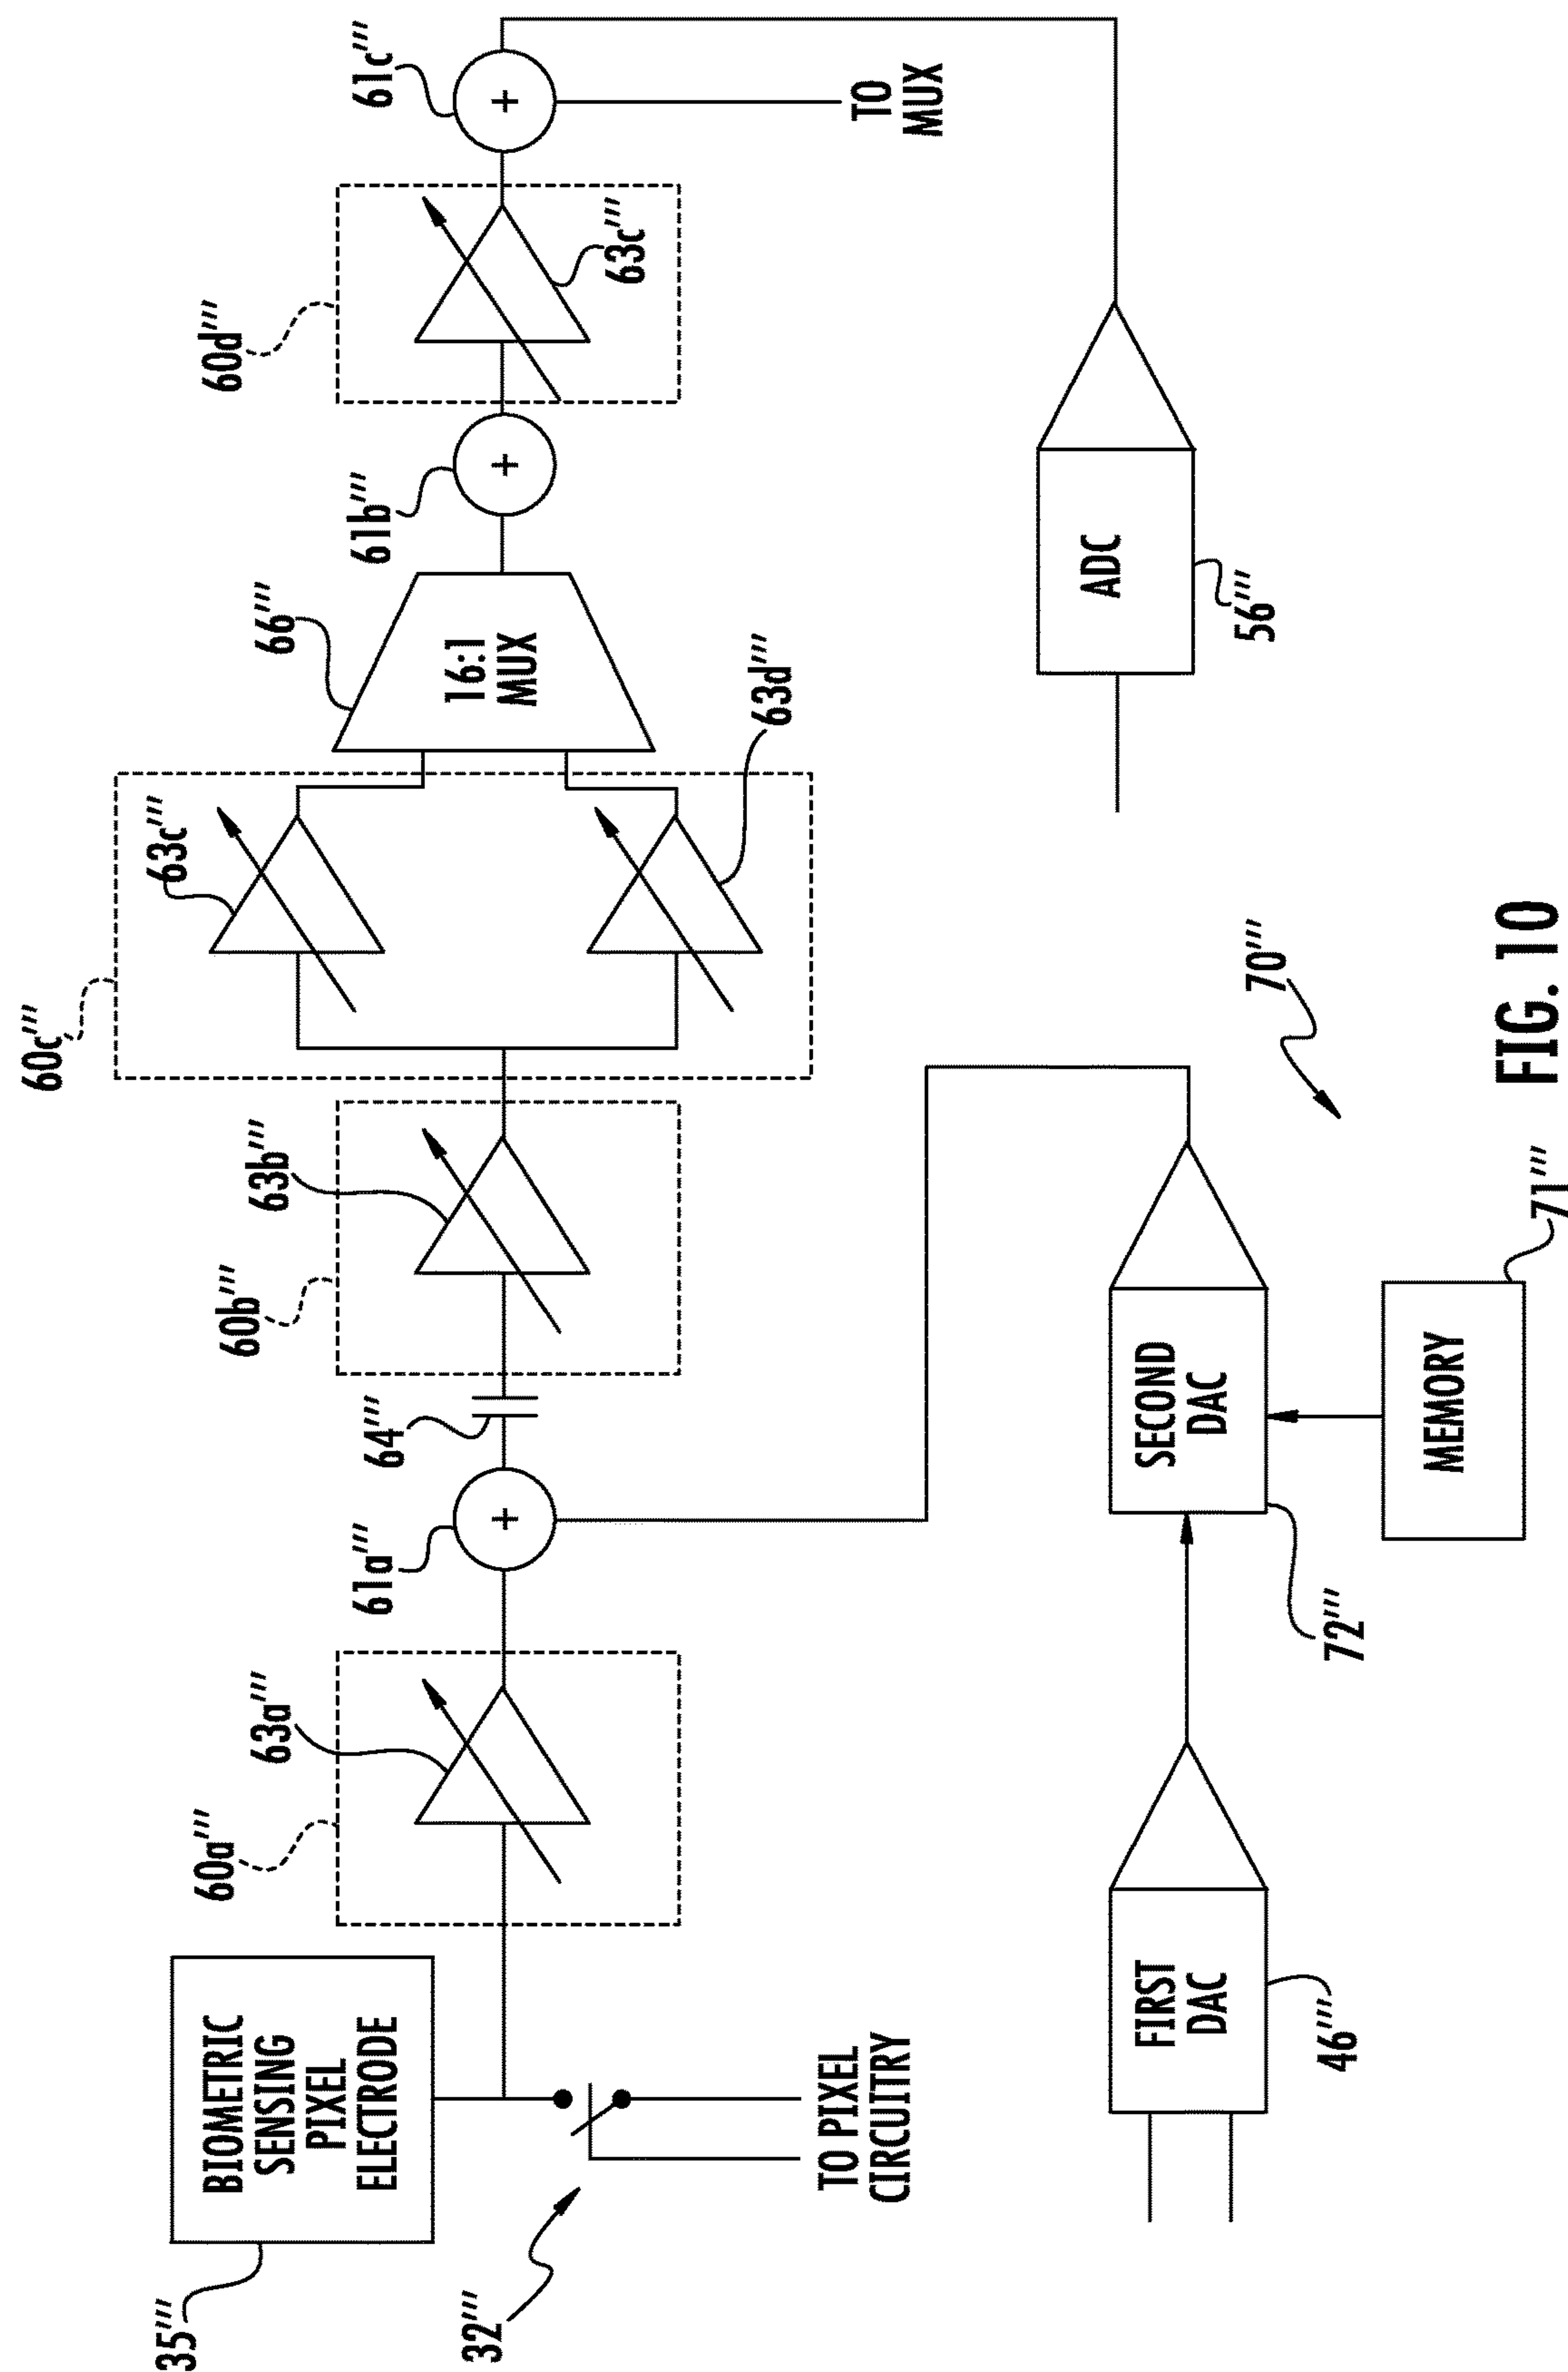 35'''
BIOMETRIC
SENSING
PIXEL
ELECTRODE
32'''
TO PIXEL
CIRCUITRY
60a'''
63a'''
61a'''
64'''
60b'''
63b'''
60c'''
63c'''
63d'''
66'''
16:1
MUX
61b'''
+
60d'''
63c'''
61c'''
+
TO
MUX
+
ADC
56'''
FIRST
DAC
46'''
SECOND
DAC
72'''
MEMORY
71'''
70'''
FIG. 10